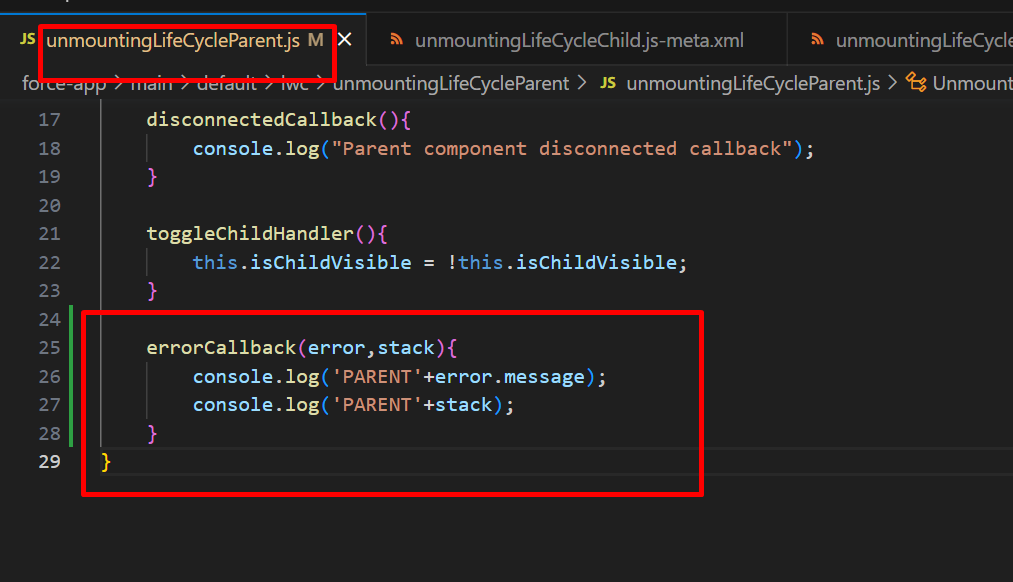 JS unmountingLifeCycleParent.js M unmountingLifeCycleChild.js-meta.xml unmountingLifeCycle
force-app > main > default > lwc > unmountingLifeCycleParent > JS unmountingLifeCycleParent.js > Unmount
17 disconnectedCallback(){
18 console.log("Parent component disconnected callback");
19 }
20
21 toggleChildHandler(){
22 this.isChildVisible = !this.isChildVisible;
23 }
24
25 errorCallback(error,stack){
26 console.log('PARENT'+error.message);
27 console.log('PARENT'+stack);
28 }
29 }